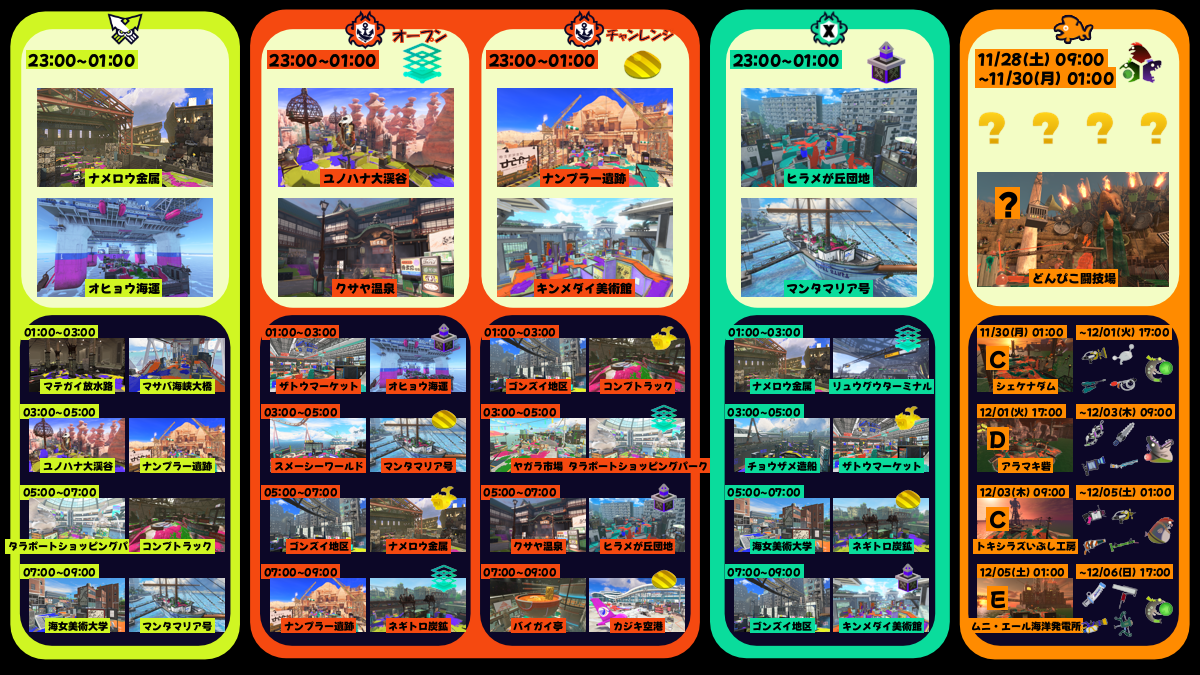 23:00~01:00
ナメロウ金属
オヒョウ海運
01:00~03:00
マテガイ放水路
マサバ海峡大橋
03:00~05:00
ユノハナ大渓谷
ナンプラー遺跡
05:00~07:00
タラポートショッピングパ
コンブトラック
07:00~09:00
海女美術大学
マンタマリア号
オープン
23:00~01:00
ユノハナ大渓谷
クサヤ温泉
01:00~03:00
ザトウマーケット
オヒョウ海運
03:00~05:00
スメーシーワールド
マンタマリア号
05:00~07:00
ゴンズイ地区
ナメロウ金属
07:00~09:00
ナンプラー遺跡
ネギトロ炭鉱
チャレンジ
23:00~01:00
ナンプラー遺跡
キンメダイ美術館
01:00~03:00
ゴンズイ地区
コンブトラック
03:00~05:00
ヤガラ市場
タラポートショッピングパーク
05:00~07:00
クサヤ温泉
ヒラメが丘団地
07:00~09:00
バイガイ亭
カジキ空港
X
23:00~01:00
ヒラメが丘団地
マンタマリア号
01:00~03:00
ナメロウ金属
リュウグウターミナル
03:00~05:00
チョウザメ造船
ザトウマーケット
05:00~07:00
海女美術大学
ネギトロ炭鉱
07:00~09:00
ゴンズイ地区
キンメダイ美術館
11/28(土) 09:00
~11/30(月) 01:00
? ? ? ?
?
どんぴこ闘技場
11/30(月) 01:00
~12/01(火) 17:00
C
シェケナダム
12/01(火) 17:00
~12/03(木) 09:00
D
アラマキ砦
12/03(木) 09:00
~12/05(土) 01:00
C
トキシラズいぶし工房
12/05(土) 01:00
~12/06(日) 17:00
E
ムニ・エール海洋発電所